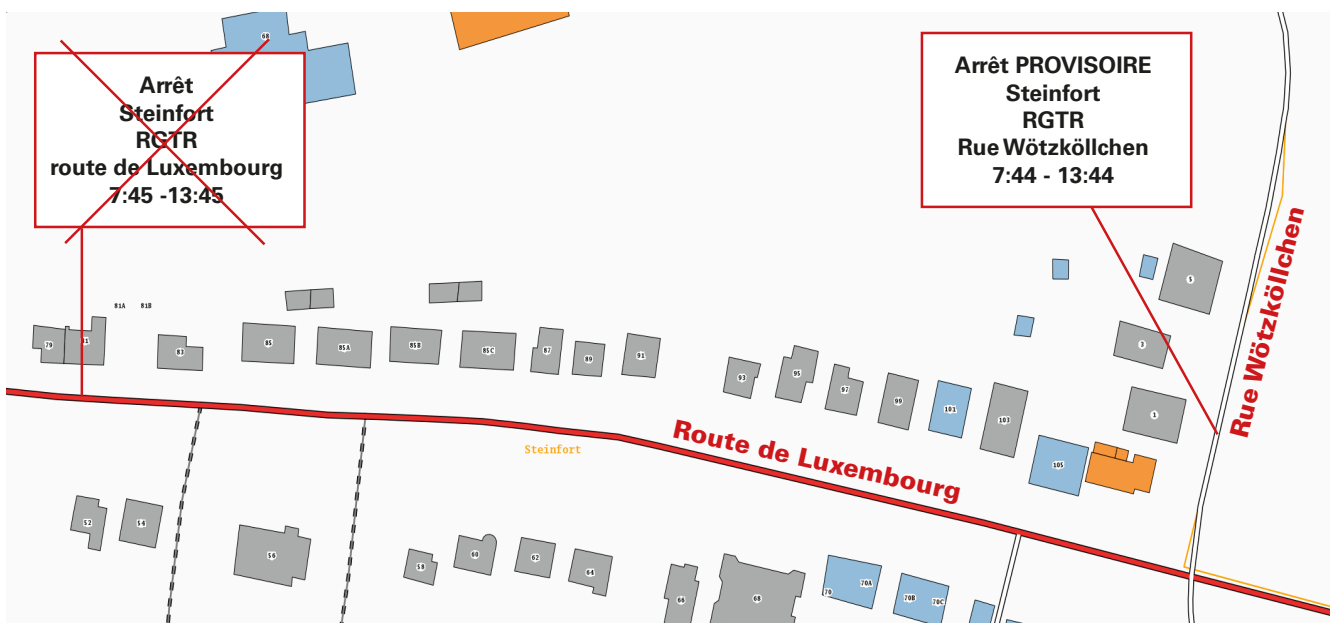 68
Arrêt
Steinfort
RGTR
route de Luxembourg
7:45 -13:45
Arrêt PROVISOIRE
Steinfort
RGTR
Rue Wötzköllchen
7:44 - 13:44
Rue Wötzköllchen
81A 81B
79
81
83
85
85A
85B
85C
87
89
91
93
95
97
99
101
103
105
5
3
1
Route de Luxembourg
Steinfort
52
54
56
58
60
62
64
66
68
70
70A
70B
70C